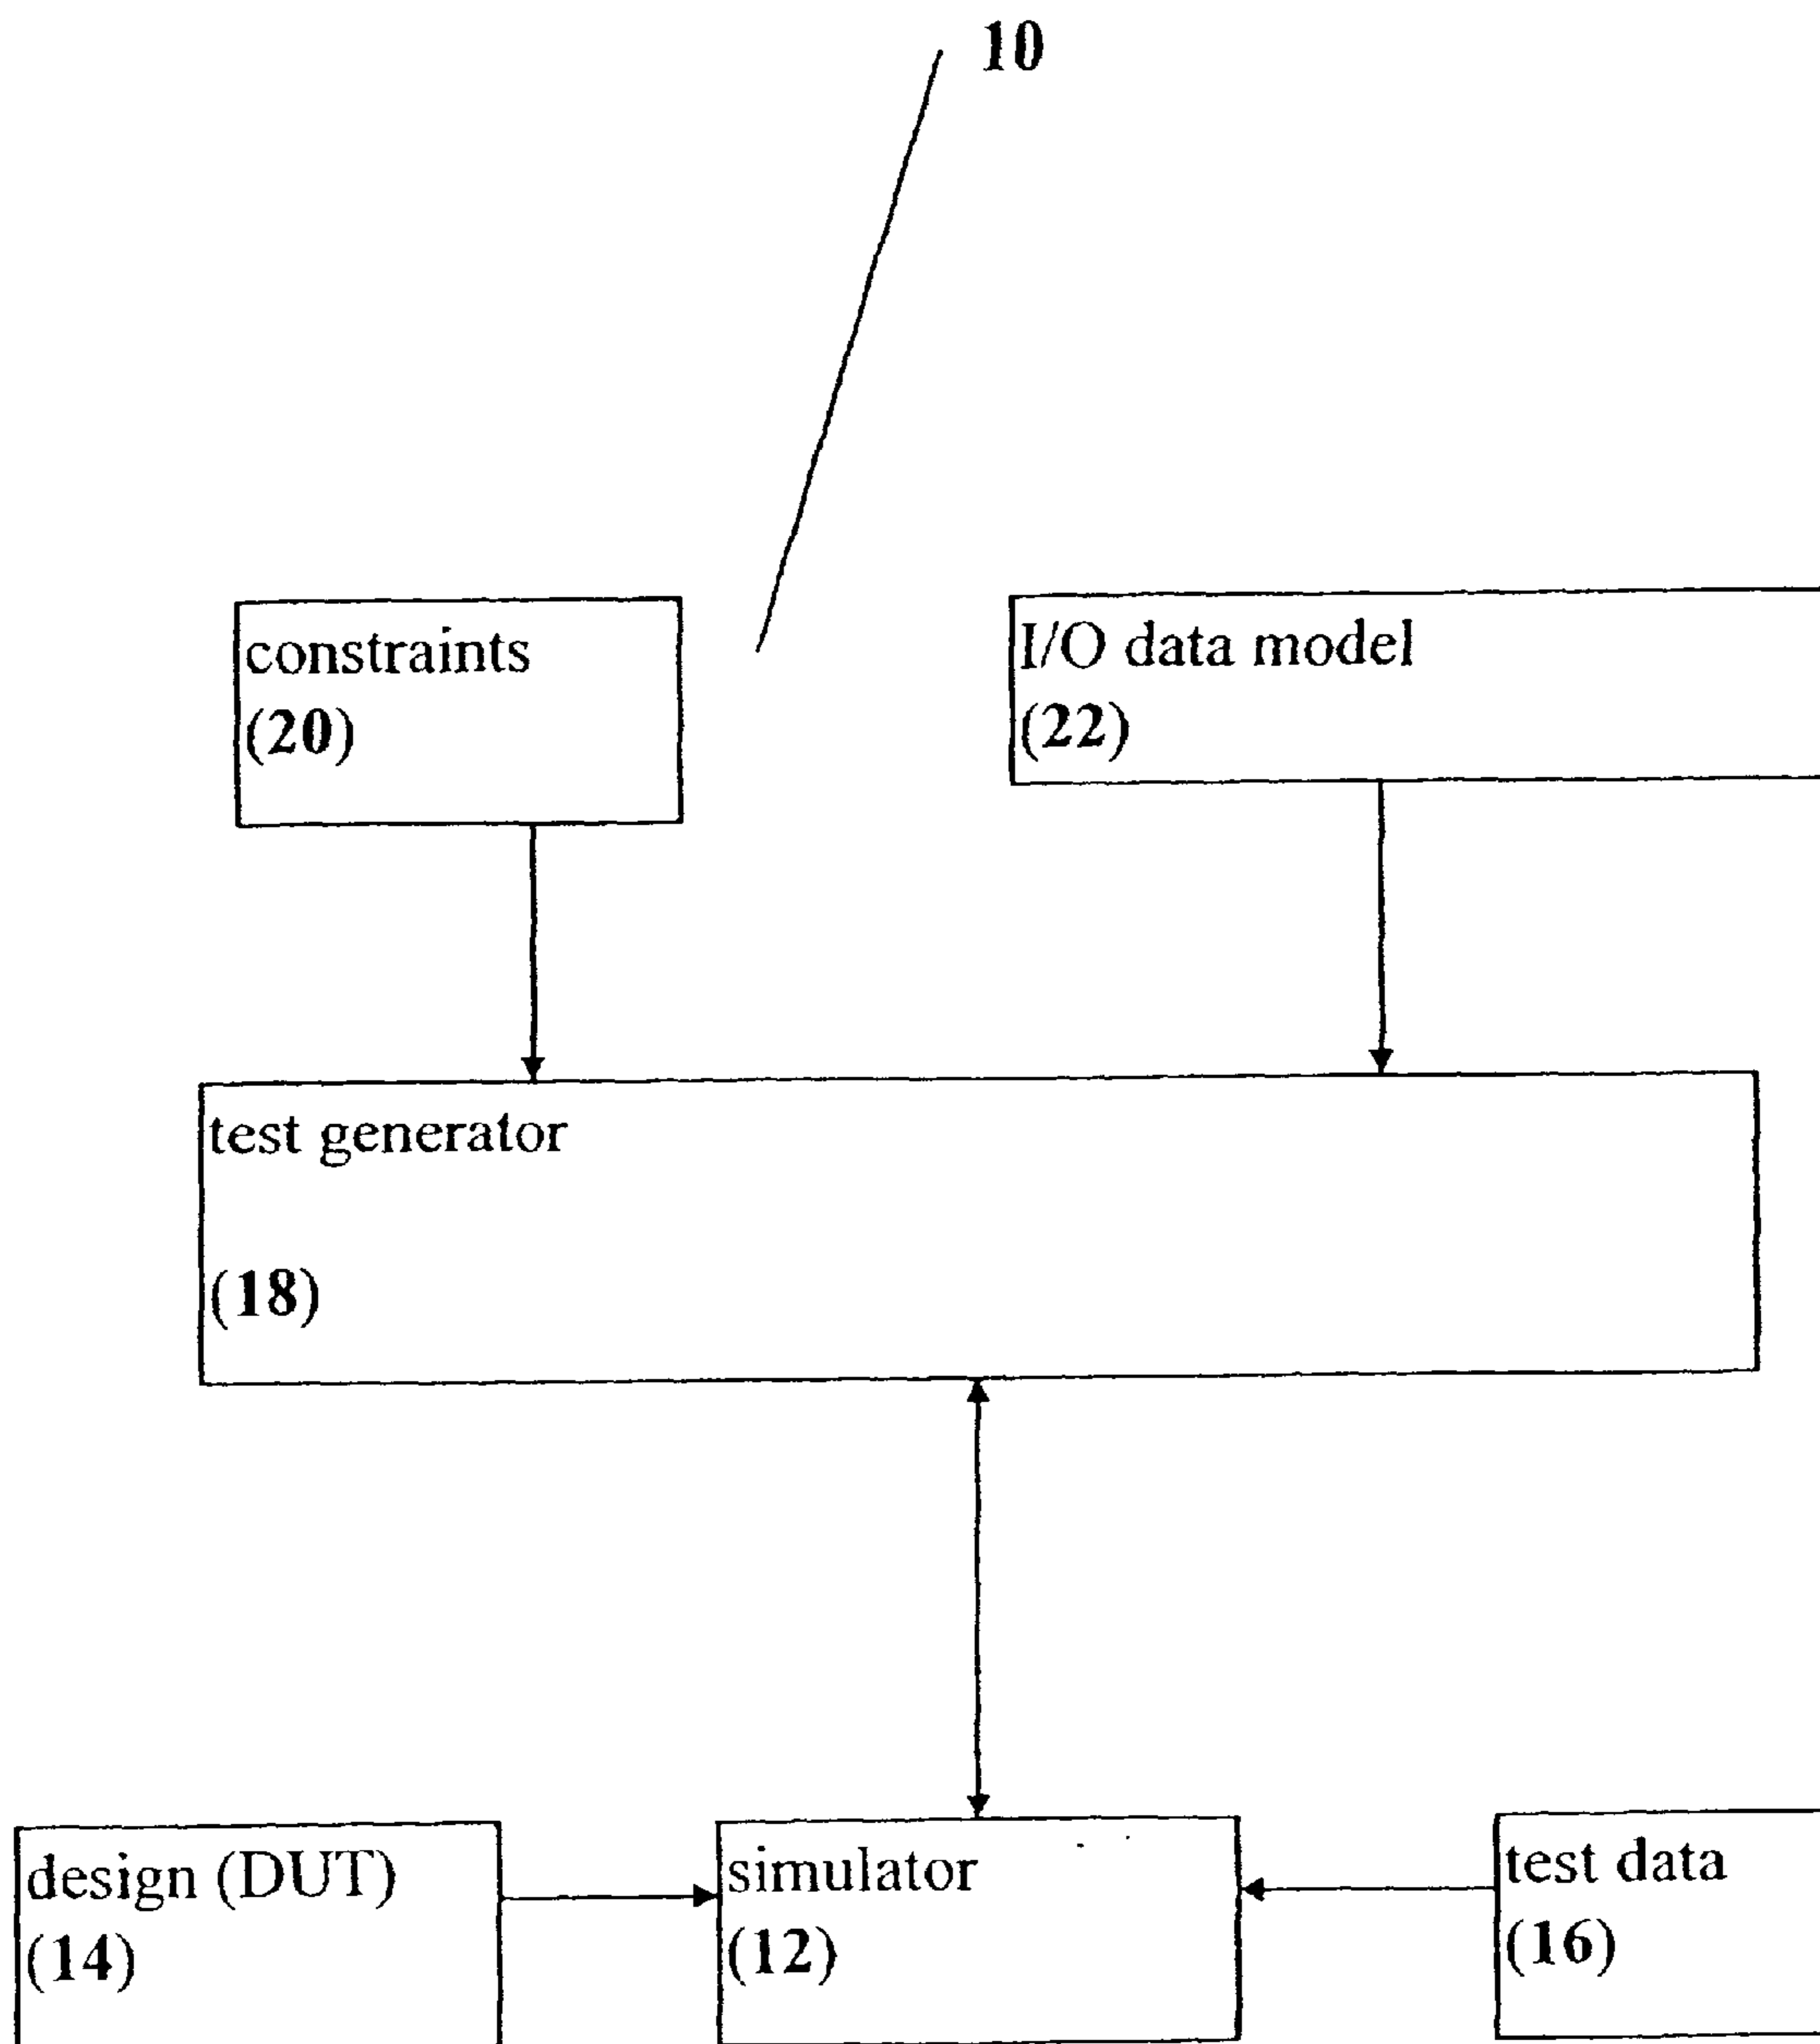 10
constraints
(20)
I/O data model
(22)
test generator
(18)
design (DUT)
(14)
simulator
(12)
test data
(16)